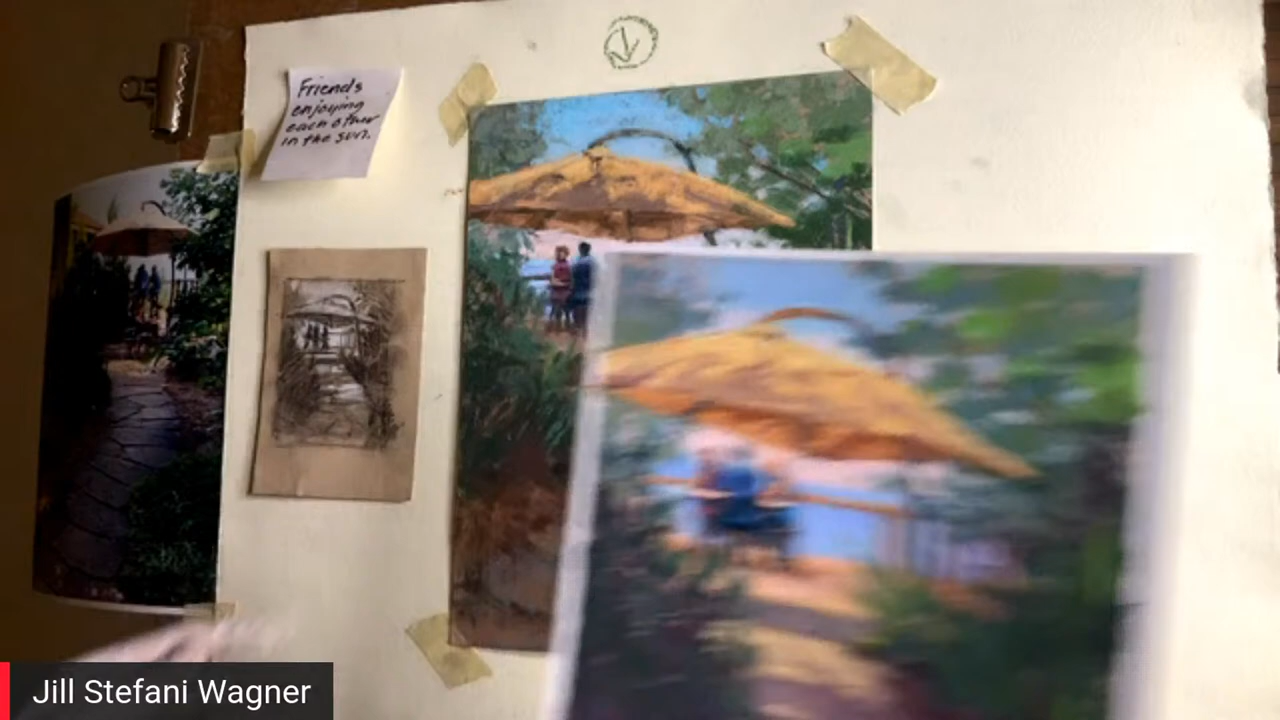 Friends
enjoying
each other
in the sun.
Jill Stefani Wagner